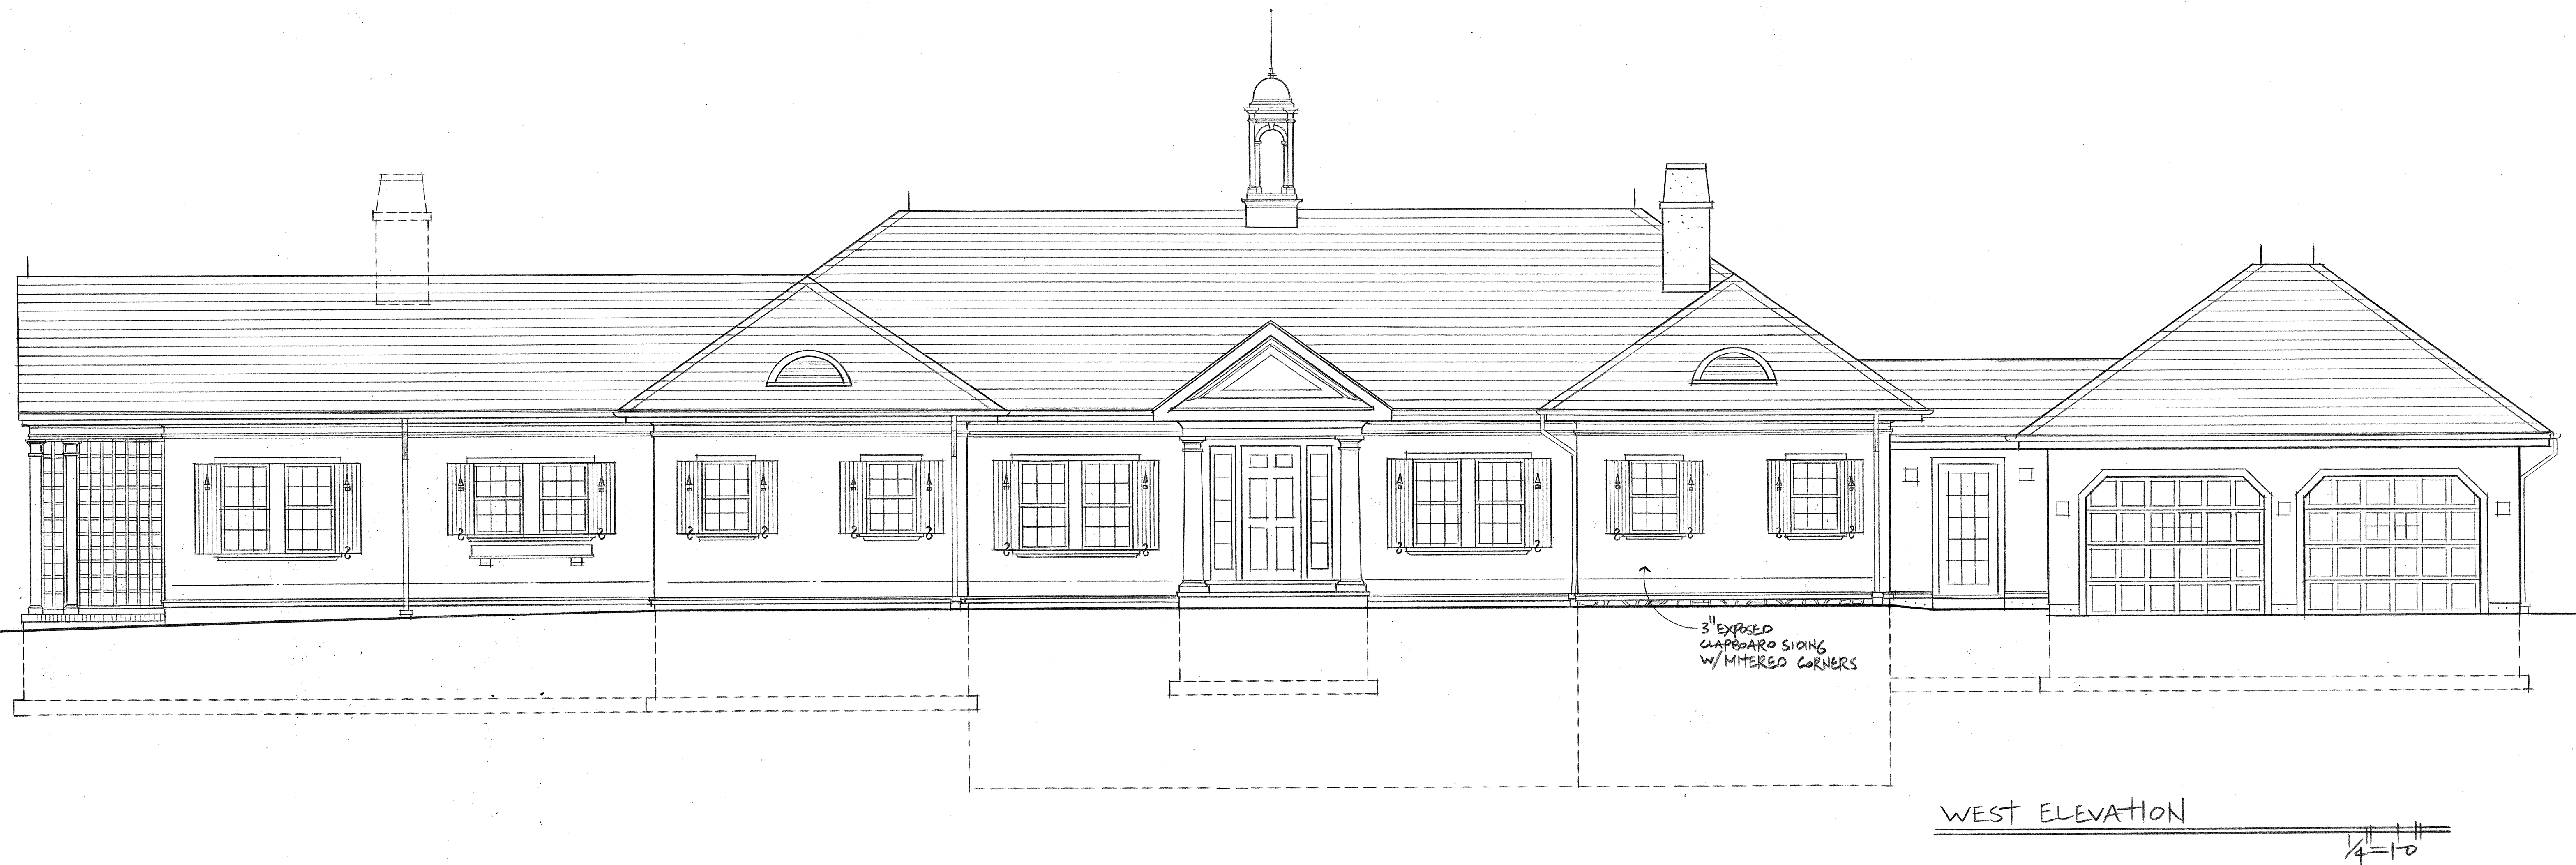 3" EXPOSED
CLAPBOARD SIDING
W/ MITERED CORNERS
WEST ELEVATION
1/4"=1'-0"